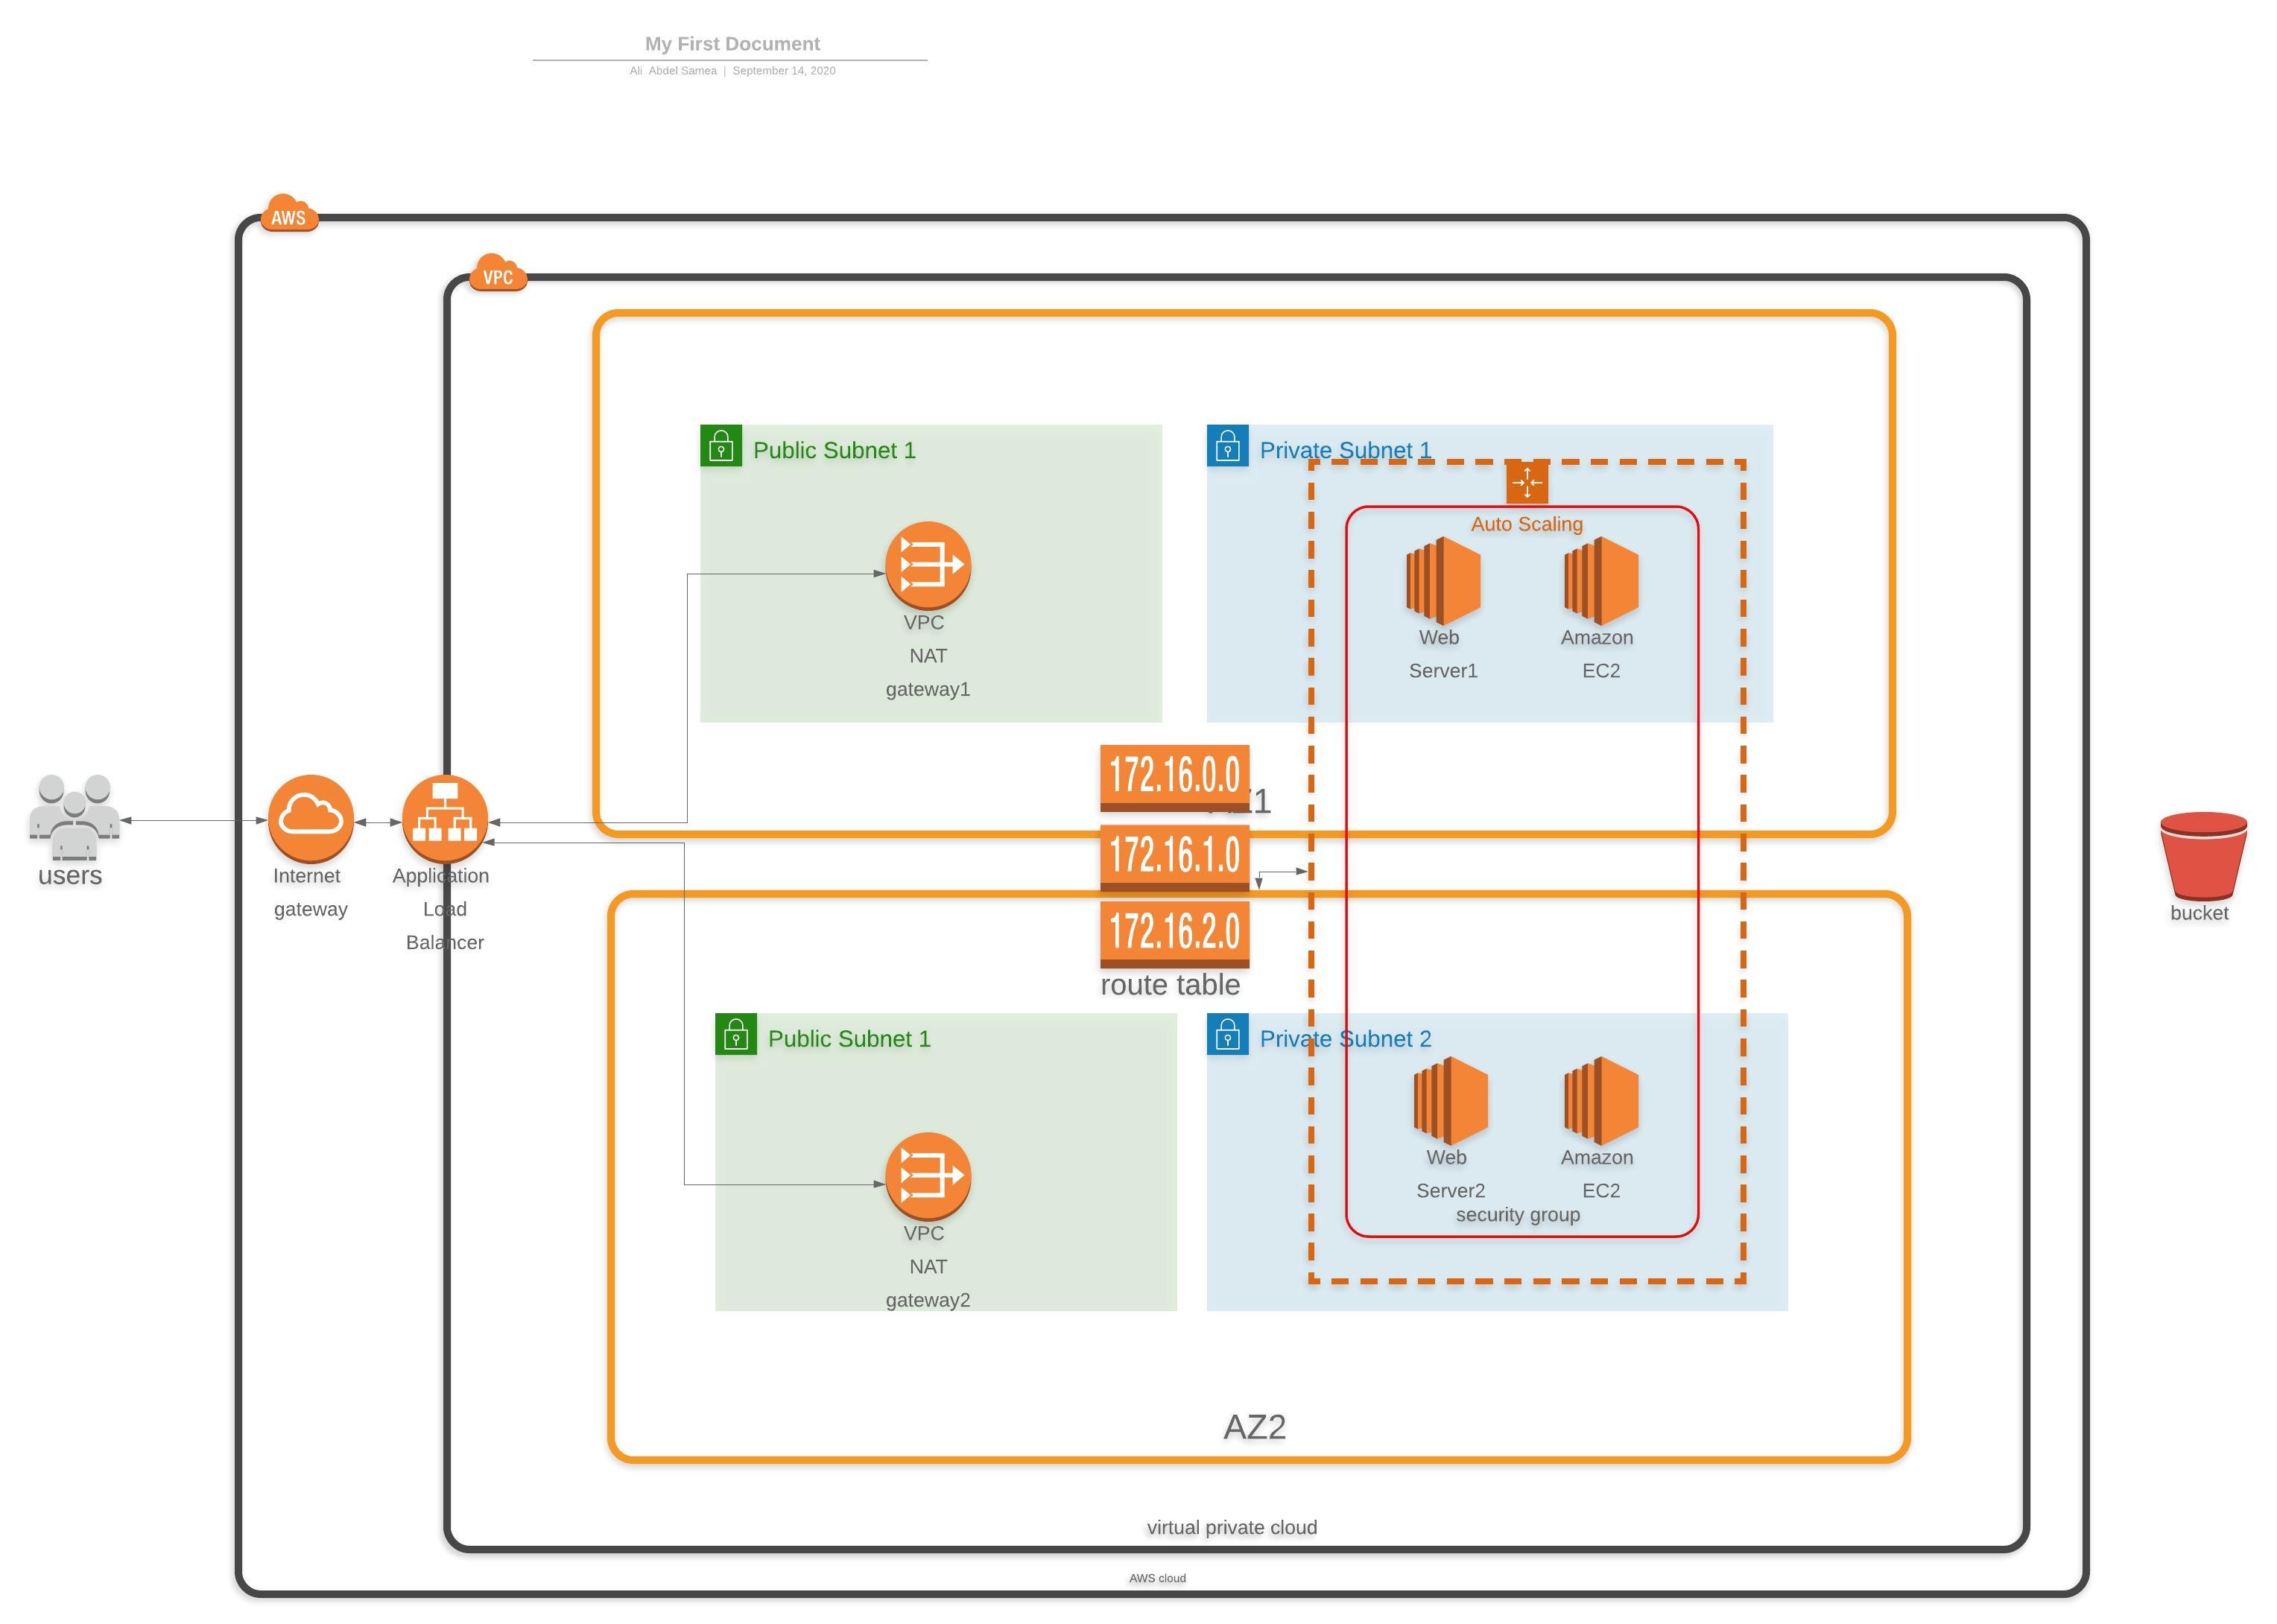 My First Document
Ali Abdel Samea | September 14, 2020
AWS
VPC
Public Subnet 1
Private Subnet 1
Auto Scaling
VPC
NAT
gateway1
Web
Server1
Amazon
EC2
172.16.0.0
172.16.1.0
172.16.2.0
route table
users
Internet
gateway
Application
Load
Balancer
bucket
Public Subnet 1
Private Subnet 2
VPC
NAT
gateway2
Web
Server2
Amazon
EC2
security group
AZ2
virtual private cloud
AWS cloud